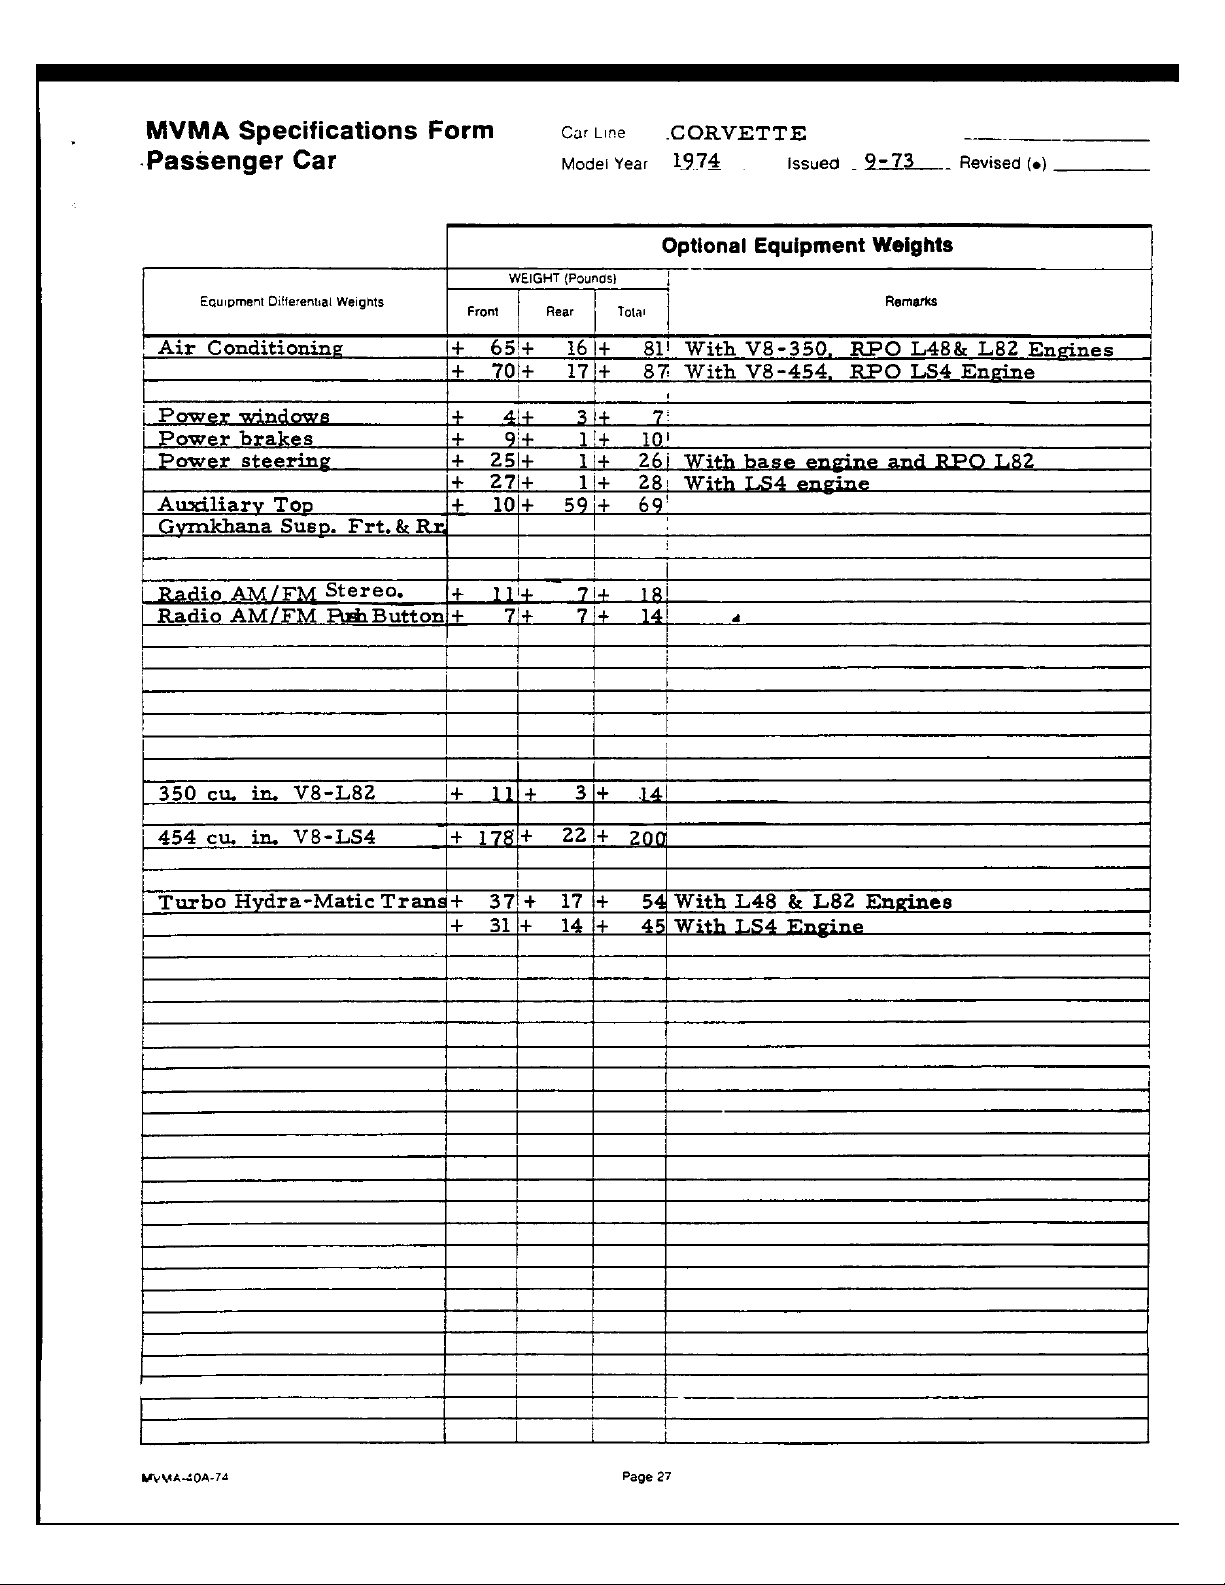 MVMA Specifications Form Car Line CORVETTE
Passenger Car Model Year 1974 Issued 9-73 Revised (•)
Optional Equipment Weights
WEIGHT (Pounds)
Equipment Differential Weights Front Rear Total Remarks
Air Conditioning + 65 + 16 + 81 With V8-350, RPO L48& L82 Engines
+ 70 + 17 + 87 With V8-454, RPO LS4 Engine
Power windows + 4 + 3 + 7
Power brakes + 9 + 1 + 10
Power steering + 25 + 1 + 26 With base engine and RPO L82
+ 27 + 1 + 28 With LS4 engine
Auxiliary Top + 10 + 59 + 69
Gymkhana Susp. Frt. & Rr
Radio AM/FM Stereo. + 11 + 7 + 18
Radio AM/FM Push Button + 7 + 7 + 14
350 cu. in. V8-L82 + 11 + 3 + 14
454 cu. in. V8-LS4 + 178 + 22 + 200
Turbo Hydra-Matic Trans + 37 + 17 + 54 With L48 & L82 Engines
+ 31 + 14 + 45 With LS4 Engine
MVMA-40A-74 Page 27